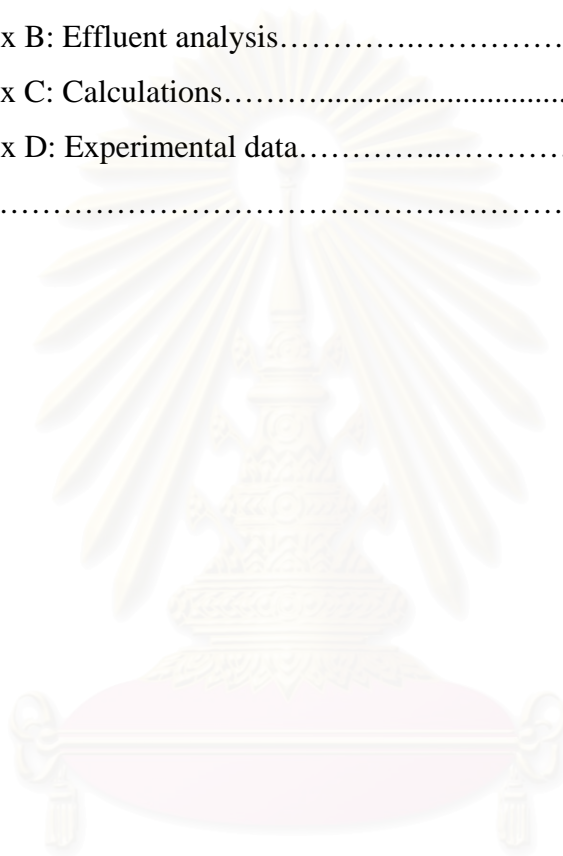 x B: Effluent analysis………….…………….
x C: Calculations………..................................
x D: Experimental data…………..…………
…………………………………………………